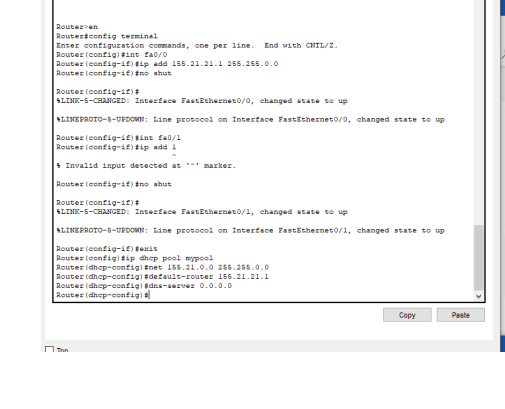 Router>en
Router#config terminal
Enter configuration commands, one per line.  End with CNTL/Z.
Router(config)#int fa0/0
Router(config-if)#ip add 155.21.21.1 255.255.0.0
Router(config-if)#no shut
Router(config-if)#
%LINK-5-CHANGED: Interface FastEthernet0/0, changed state to up
%LINEPROTO-5-UPDOWN: Line protocol on Interface FastEthernet0/0, changed state to up
Router(config-if)#int fa0/1
Router(config-if)#ip add 1
^
% Invalid input detected at '^' marker.
Router(config-if)#no shut
Router(config-if)#
%LINK-5-CHANGED: Interface FastEthernet0/1, changed state to up
%LINEPROTO-5-UPDOWN: Line protocol on Interface FastEthernet0/1, changed state to up
Router(config-if)#exit
Router(config)#ip dhcp pool mypool
Router(dhcp-config)#net 155.21.0.0 255.255.0.0
Router(dhcp-config)#default-router 155.21.21.1
Router(dhcp-config)#dns-server 0.0.0.0
Router(dhcp-config)#
Copy Paste
Top